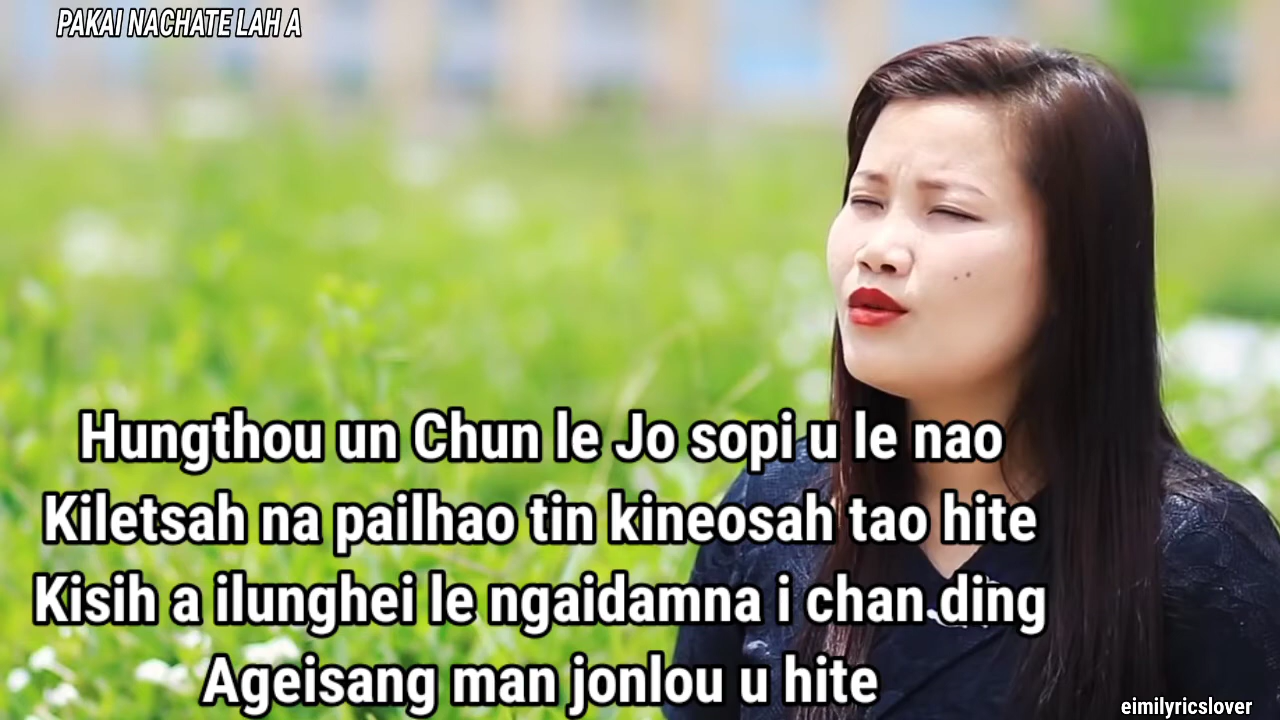 PAKAI NACHATE LAH A
Hungthou un Chun le Jo sopi u le nao
Kiletsah na pailhao tin kineosah tao hite
Kisih a ilunghei le ngaidamna i chan ding
Ageisang man jonlou u hite
eimilyricslover